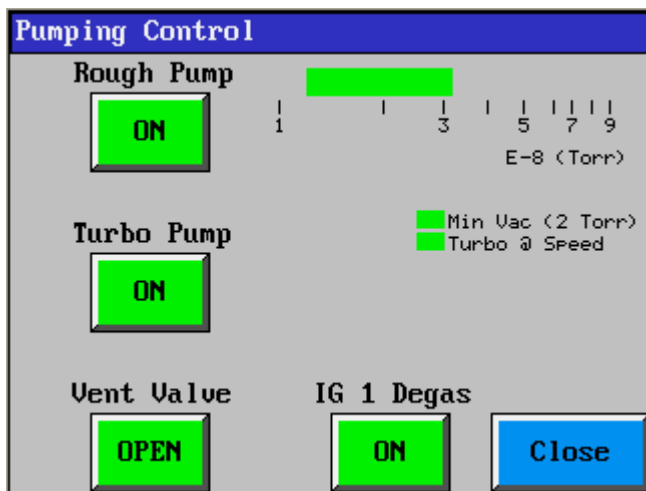 Pumping Control
Rough Pump
ON
1 3 5 7 9
E-8 (Torr)
Min Vac (2 Torr)
Turbo @ Speed
Turbo Pump
ON
Vent Valve
OPEN
IG 1 Degas
ON
Close